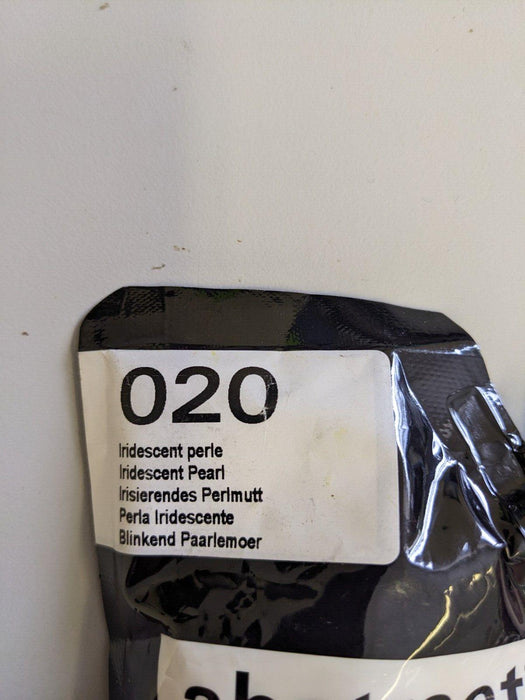 020
Iridescent perle
Iridescent Pearl
Irisierendes Perlmutt
Perla Iridescente
Blinkend Paarlemoer